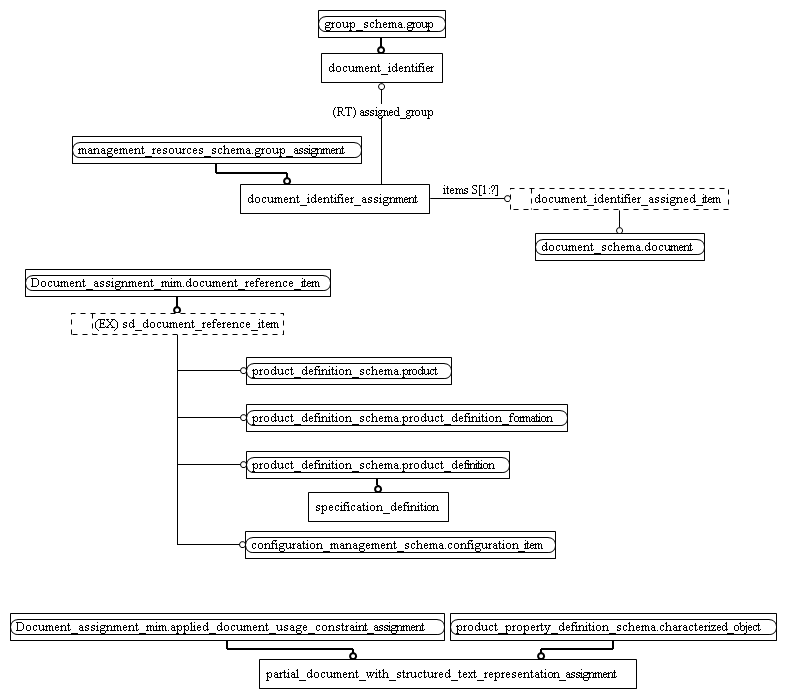 group_schema.group
document_identifier
(RT) assigned_group
management_resources_schema.group_assignment
items S[1:?]
document_identifier_assignment
document_identifier_assigned_item
document_schema.document
Document_assignment_mim.document_reference_item
(EX) sd_document_reference_item
product_definition_schema.product
product_definition_schema.product_definition_formation
product_definition_schema.product_definition
specification_definition
configuration_management_schema.configuration_item
Document_assignment_mim.applied_document_usage_constraint_assignment
product_property_definition_schema.characterized_object
partial_document_with_structured_text_representation_assignment